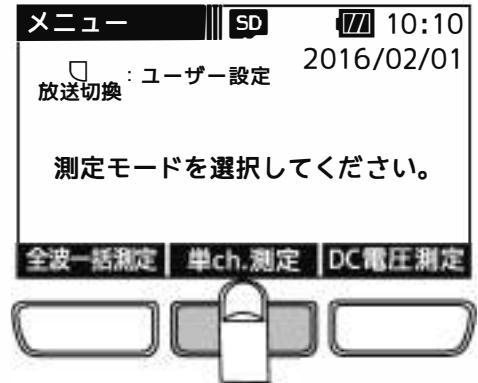 メニュー SD 10:10
2016/02/01
放送切換 : ユーザー設定
測定モードを選択してください。
全波一括測定 単ch.測定 DC電圧測定